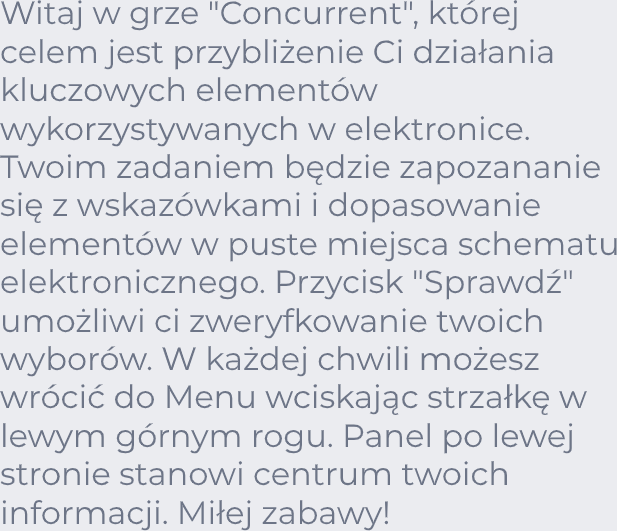 Witaj w grze "Concurrent", której
celem jest przybliżenie Ci działania
kluczowych elementów
wykorzystywanych w elektronice.
Twoim zadaniem będzie zapozananie
się z wskazówkami i dopasowanie
elementów w puste miejsca schematu
elektronicznego. Przycisk "Sprawdź"
umożliwi ci zweryfkowanie twoich
wyborów. W każdej chwili możesz
wrócić do Menu wciskając strzałkę w
lewym górnym rogu. Panel po lewej
stronie stanowi centrum twoich
informacji. Miłej zabawy!